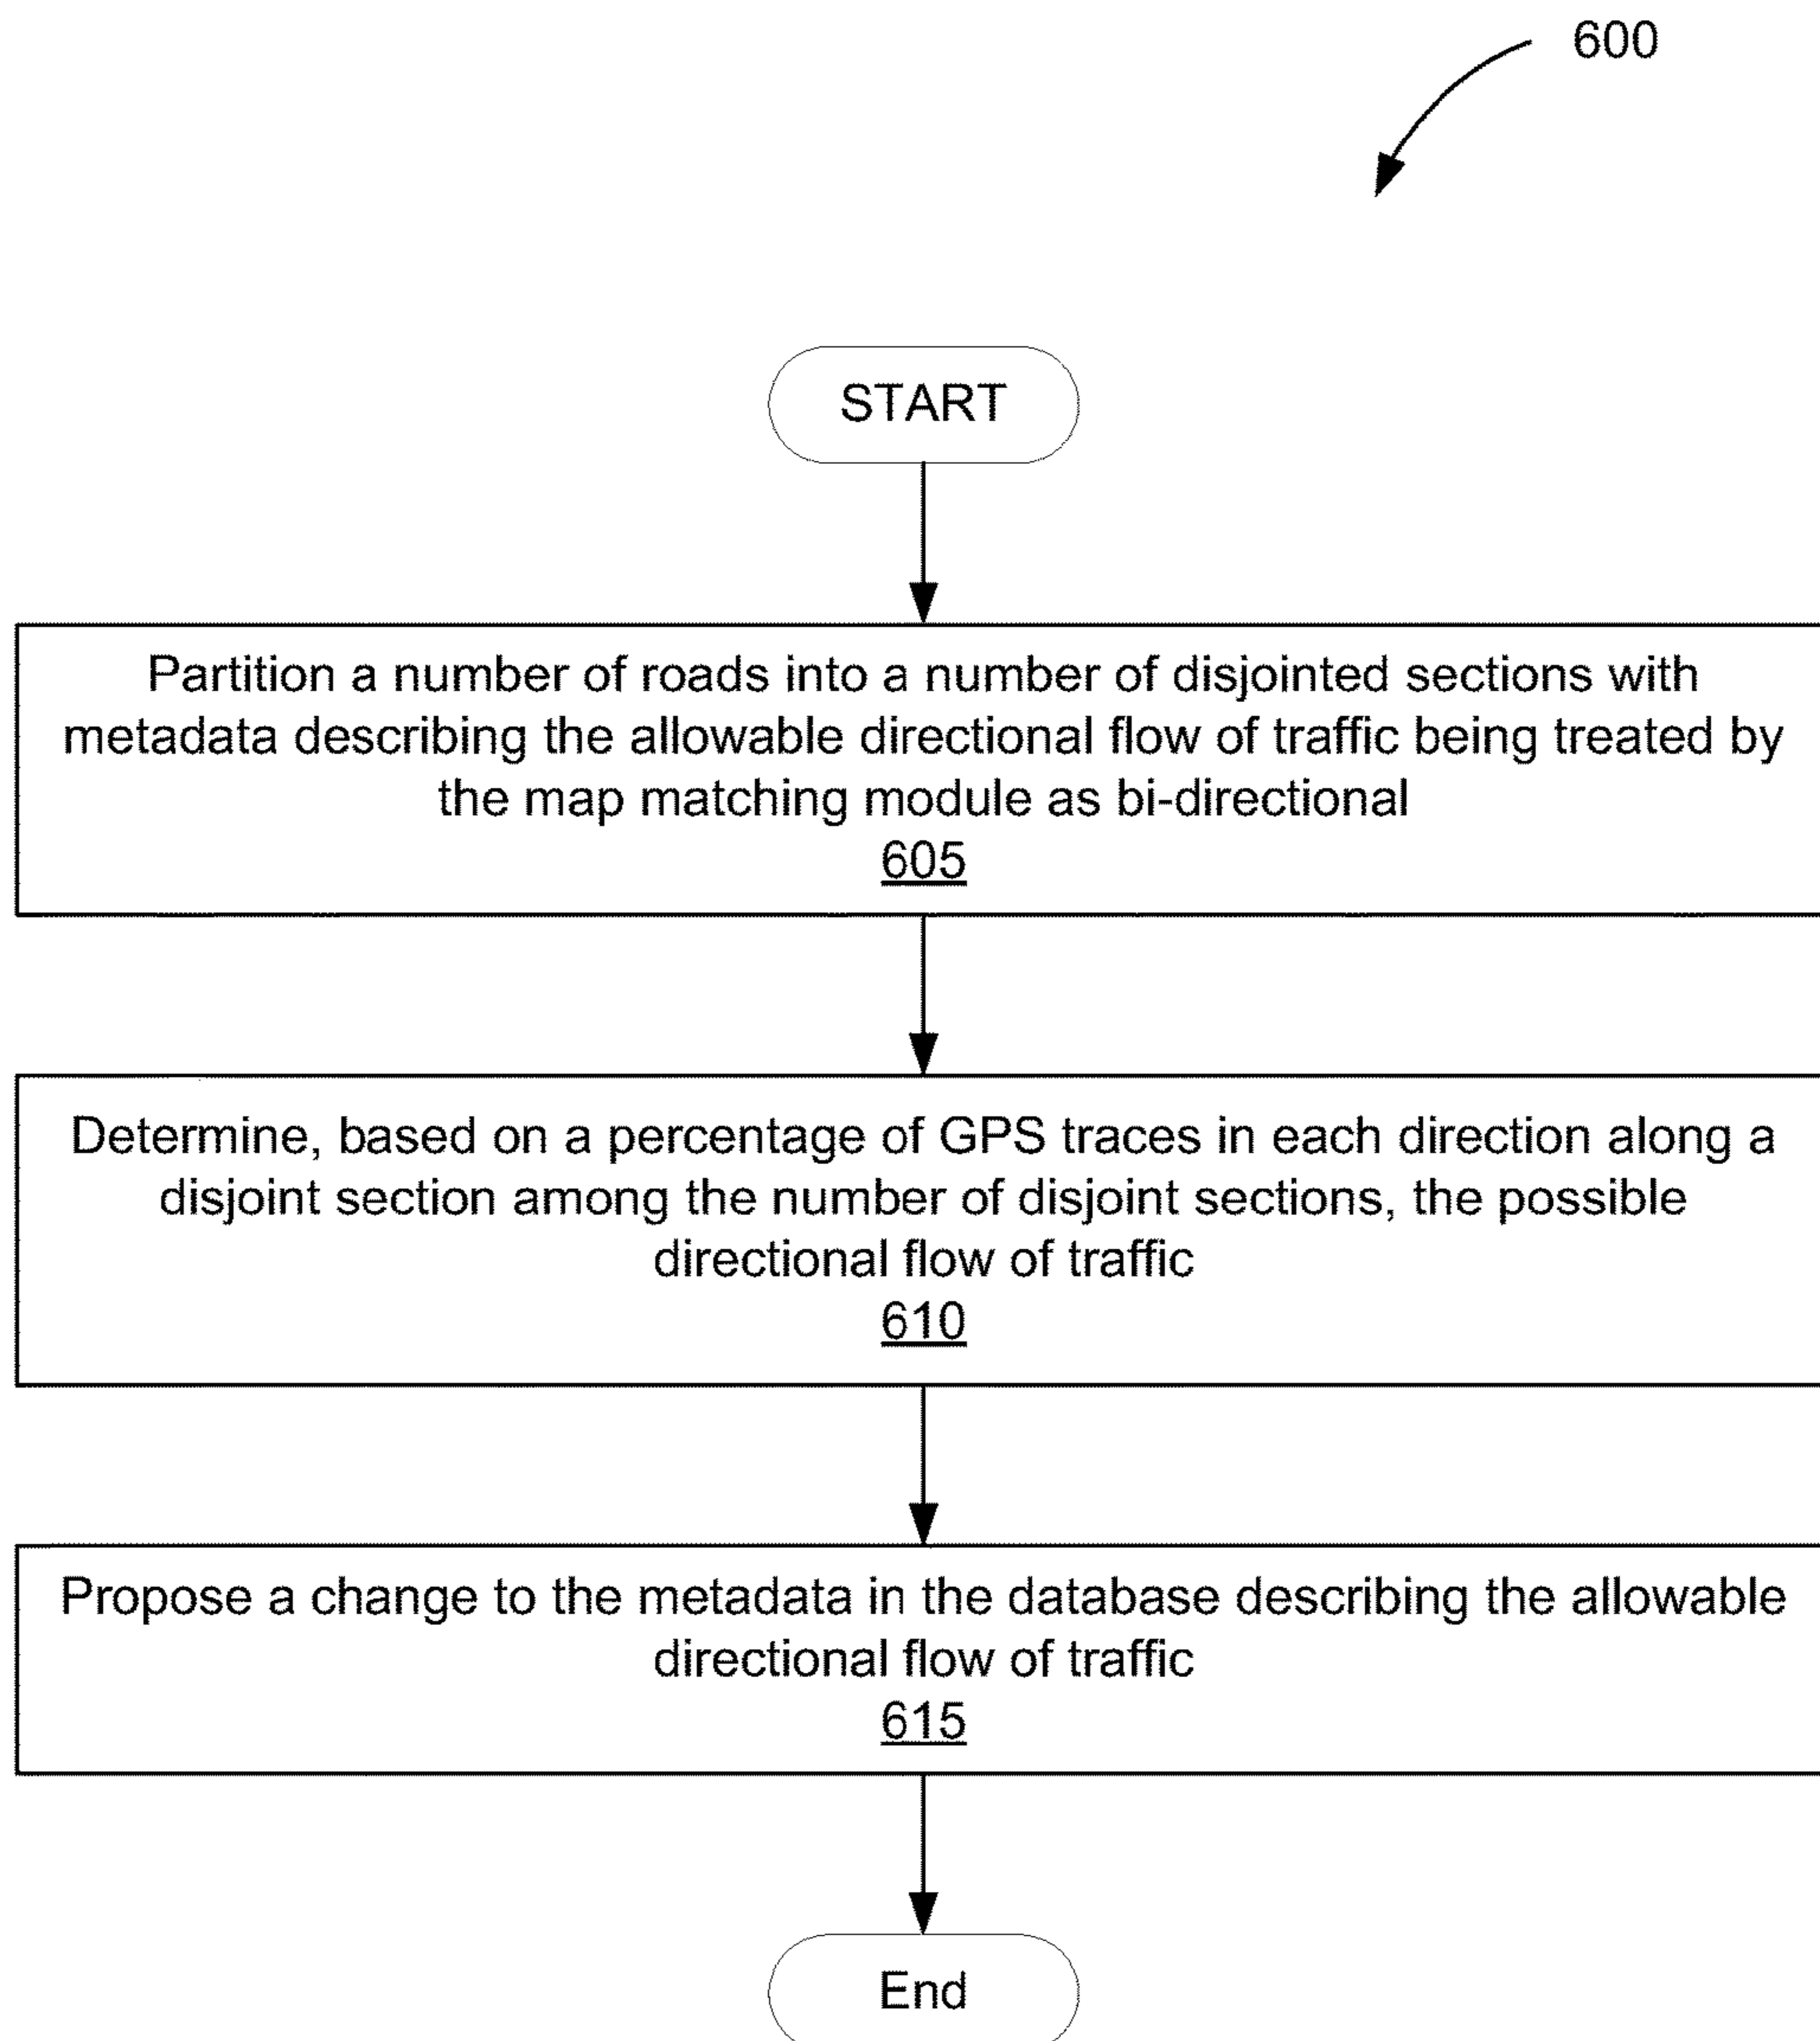 600
START
Partition a number of roads into a number of disjointed sections with
metadata describing the allowable directional flow of traffic being treated by
the map matching module as bi-directional
605
Determine, based on a percentage of GPS traces in each direction along a
disjoint section among the number of disjoint sections, the possible
directional flow of traffic
610
Propose a change to the metadata in the database describing the allowable
directional flow of traffic
615
End